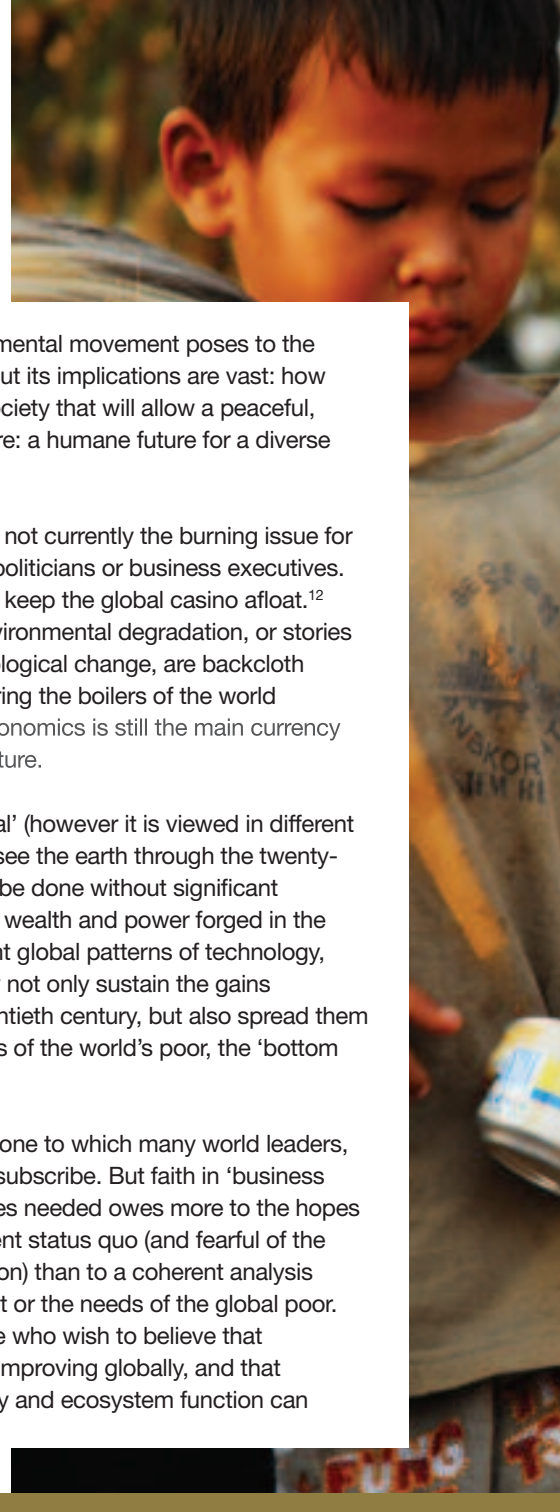 mental movement poses to the
ut its implications are vast: how
ciety that will allow a peaceful,
re: a humane future for a diverse
not currently the burning issue for
politicians or business executives.
keep the global casino afloat.12
vironmental degradation, or stories
logical change, are backcloth
ring the boilers of the world
onomics is still the main currency
ture.
al’ (however it is viewed in different
see the earth through the twenty-
be done without significant
wealth and power forged in the
nt global patterns of technology,
not only sustain the gains
ntieth century, but also spread them
s of the world’s poor, the ‘bottom
one to which many world leaders,
subscribe. But faith in ‘business
es needed owes more to the hopes
ent status quo (and fearful of the
on) than to a coherent analysis
t or the needs of the global poor.
e who wish to believe that
mproving globally, and that
y and ecosystem function can
ANGKOR